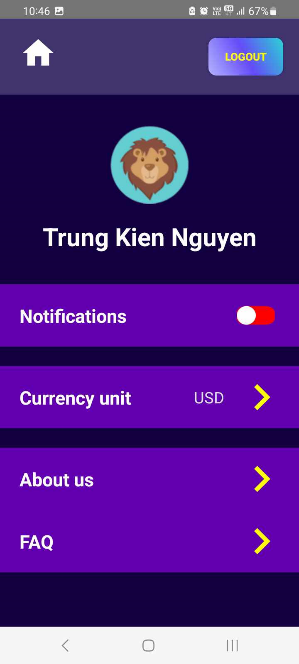 10:46
67%
LOGOUT
Trung Kien Nguyen
Notifications
Currency unit USD
About us
FAQ